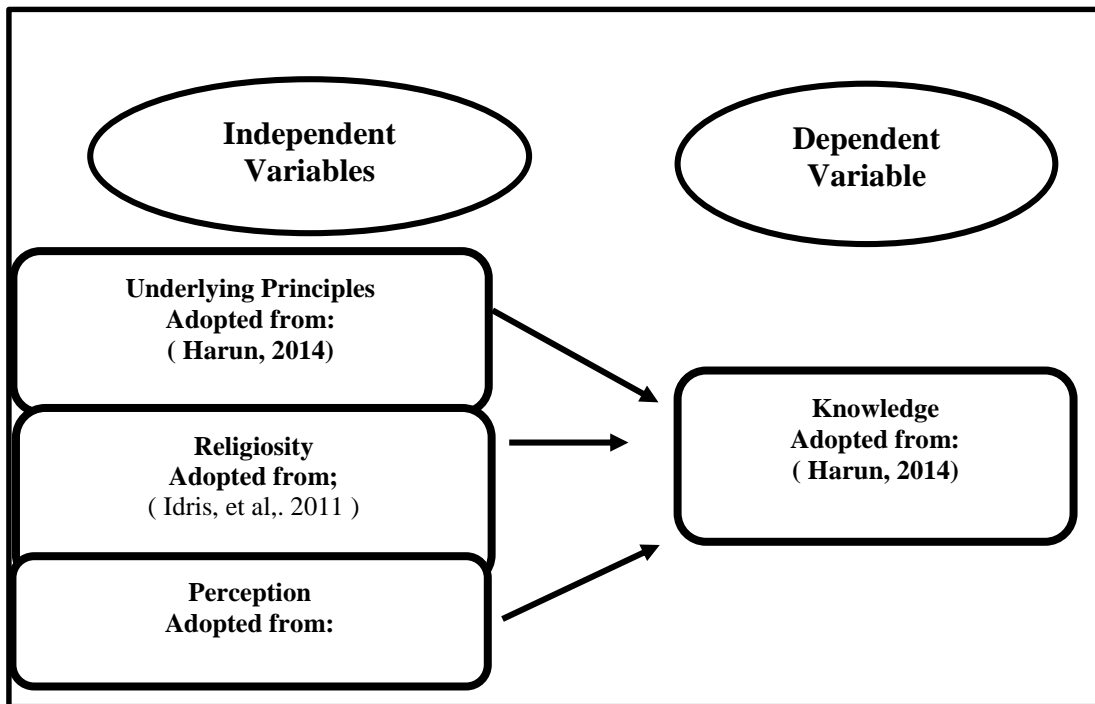 Independent
Variables
Dependent
Variable
Underlying Principles
Adopted from:
( Harun, 2014)
Religiosity
Adopted from;
( Idris, et al,. 2011 )
Perception
Adopted from:
Knowledge
Adopted from:
( Harun, 2014)